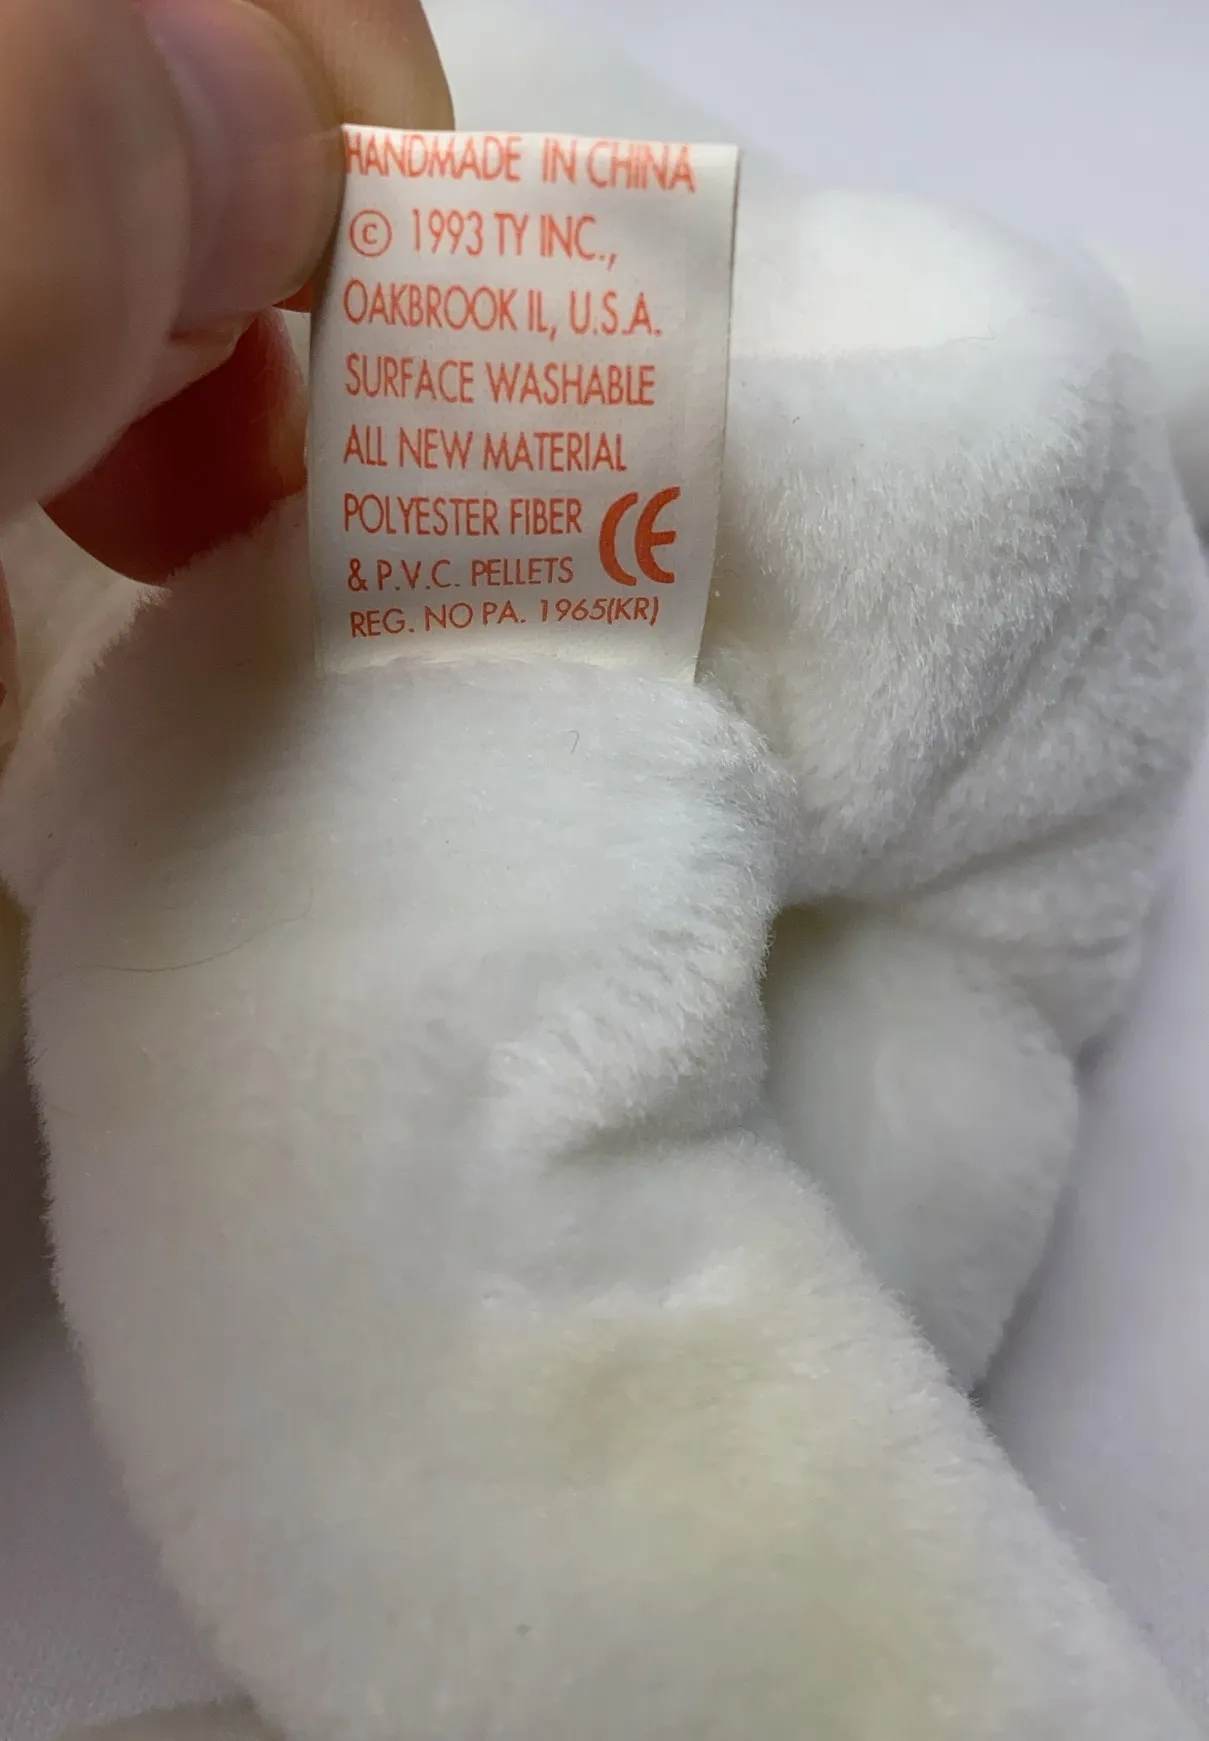 HANDMADE IN CHINA
© 1993 TY INC.,
OAKBROOK IL, U.S.A.
SURFACE WASHABLE
ALL NEW MATERIAL
POLYESTER FIBER
& P.V.C. PELLETS CE
REG. NO PA. 1965(KR)